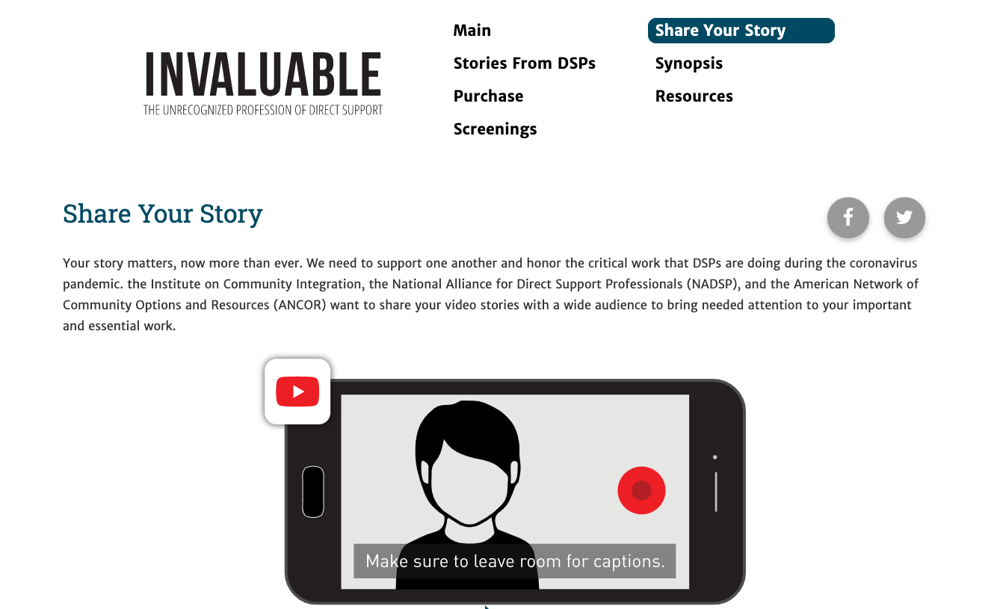 INVALUABLE
THE UNRECOGNIZED PROFESSION OF DIRECT SUPPORT
Main
Stories From DSPs
Purchase
Screenings
Share Your Story
Synopsis
Resources
Share Your Story
Your story matters, now more than ever. We need to support one another and honor the critical work that DSPs are doing during the coronavirus
pandemic. the Institute on Community Integration, the National Alliance for Direct Support Professionals (NADSP), and the American Network of
Community Options and Resources (ANCOR) want to share your video stories with a wide audience to bring needed attention to your important
and essential work.
Make sure to leave room for captions.